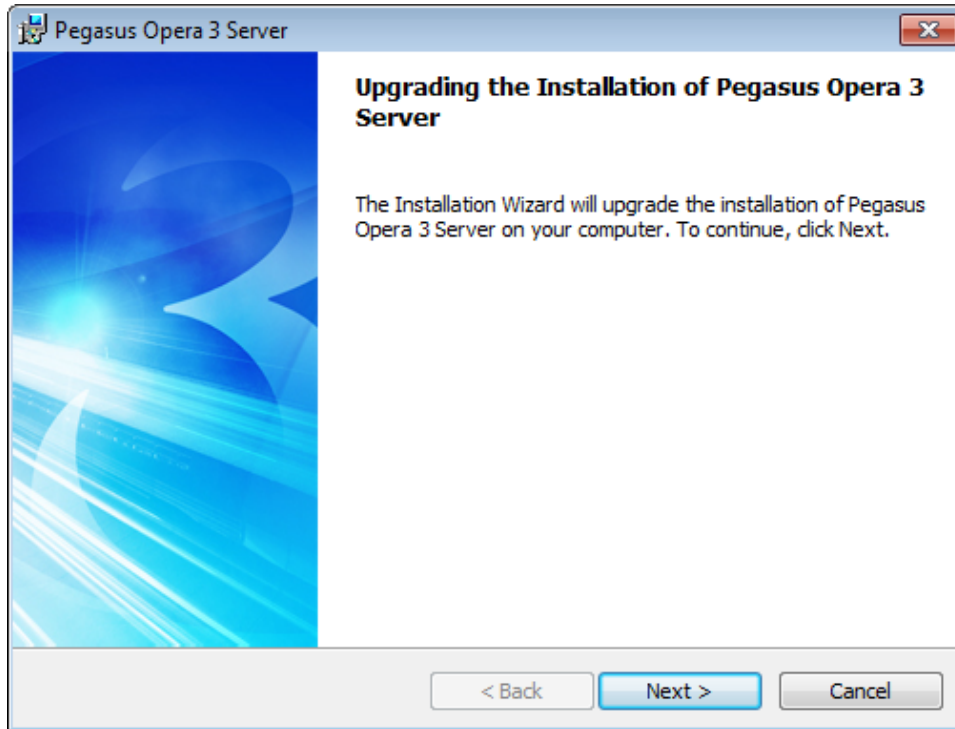 Pegasus Opera 3 Server
Upgrading the Installation of Pegasus Opera 3
Server
The Installation Wizard will upgrade the installation of Pegasus
Opera 3 Server on your computer. To continue, click Next.
< Back
Next >
Cancel